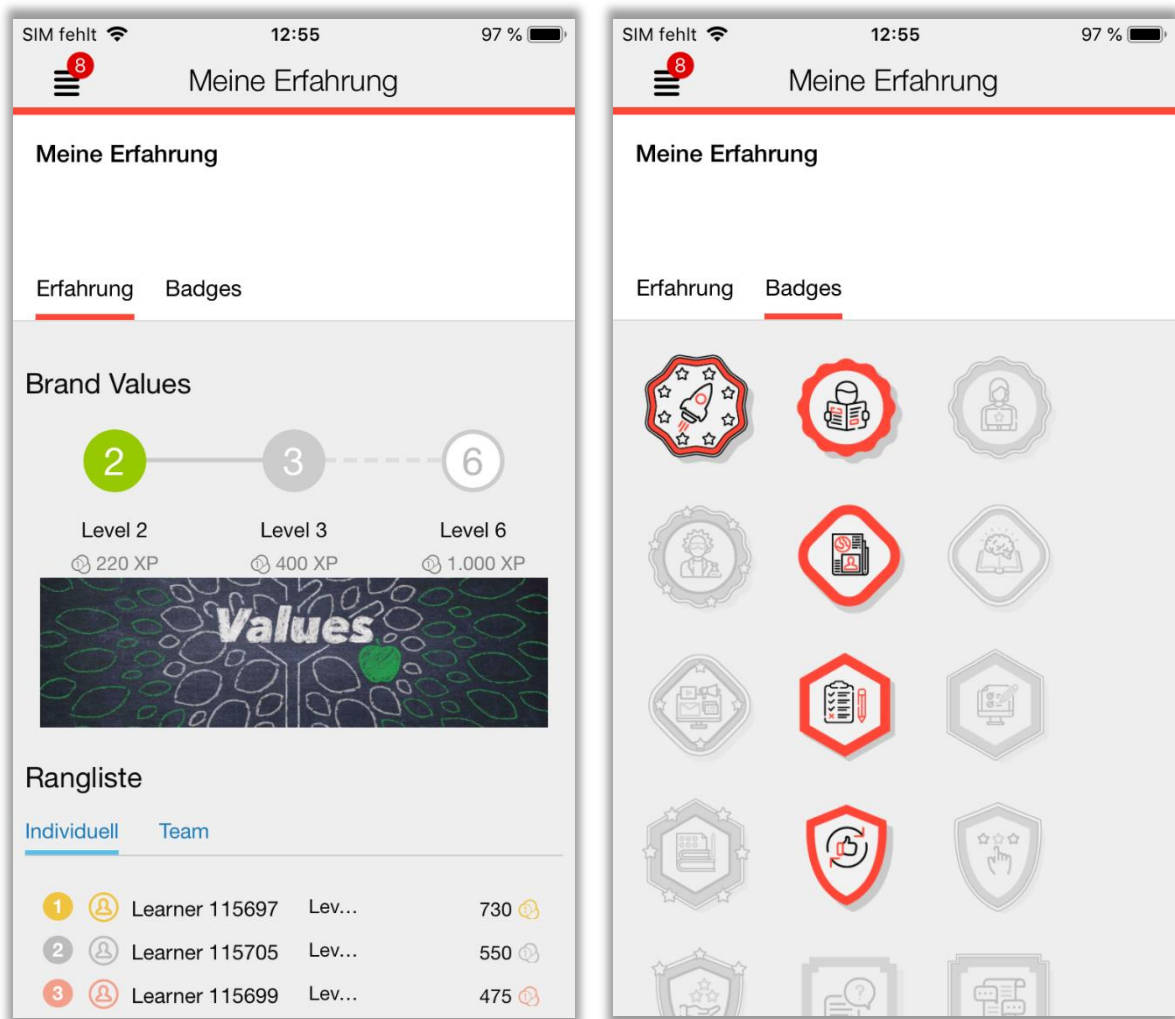 SIM fehlt 12:55 97 %
8
Meine Erfahrung
Meine Erfahrung
Erfahrung Badges
Brand Values
2 3 6
Level 2 Level 3 Level 6
220 XP 400 XP 1.000 XP
Values
Rangliste
Individuell Team
1 Learner 115697 Lev... 730
2 Learner 115705 Lev... 550
3 Learner 115699 Lev... 475
SIM fehlt 12:55 97 %
8
Meine Erfahrung
Meine Erfahrung
Erfahrung Badges